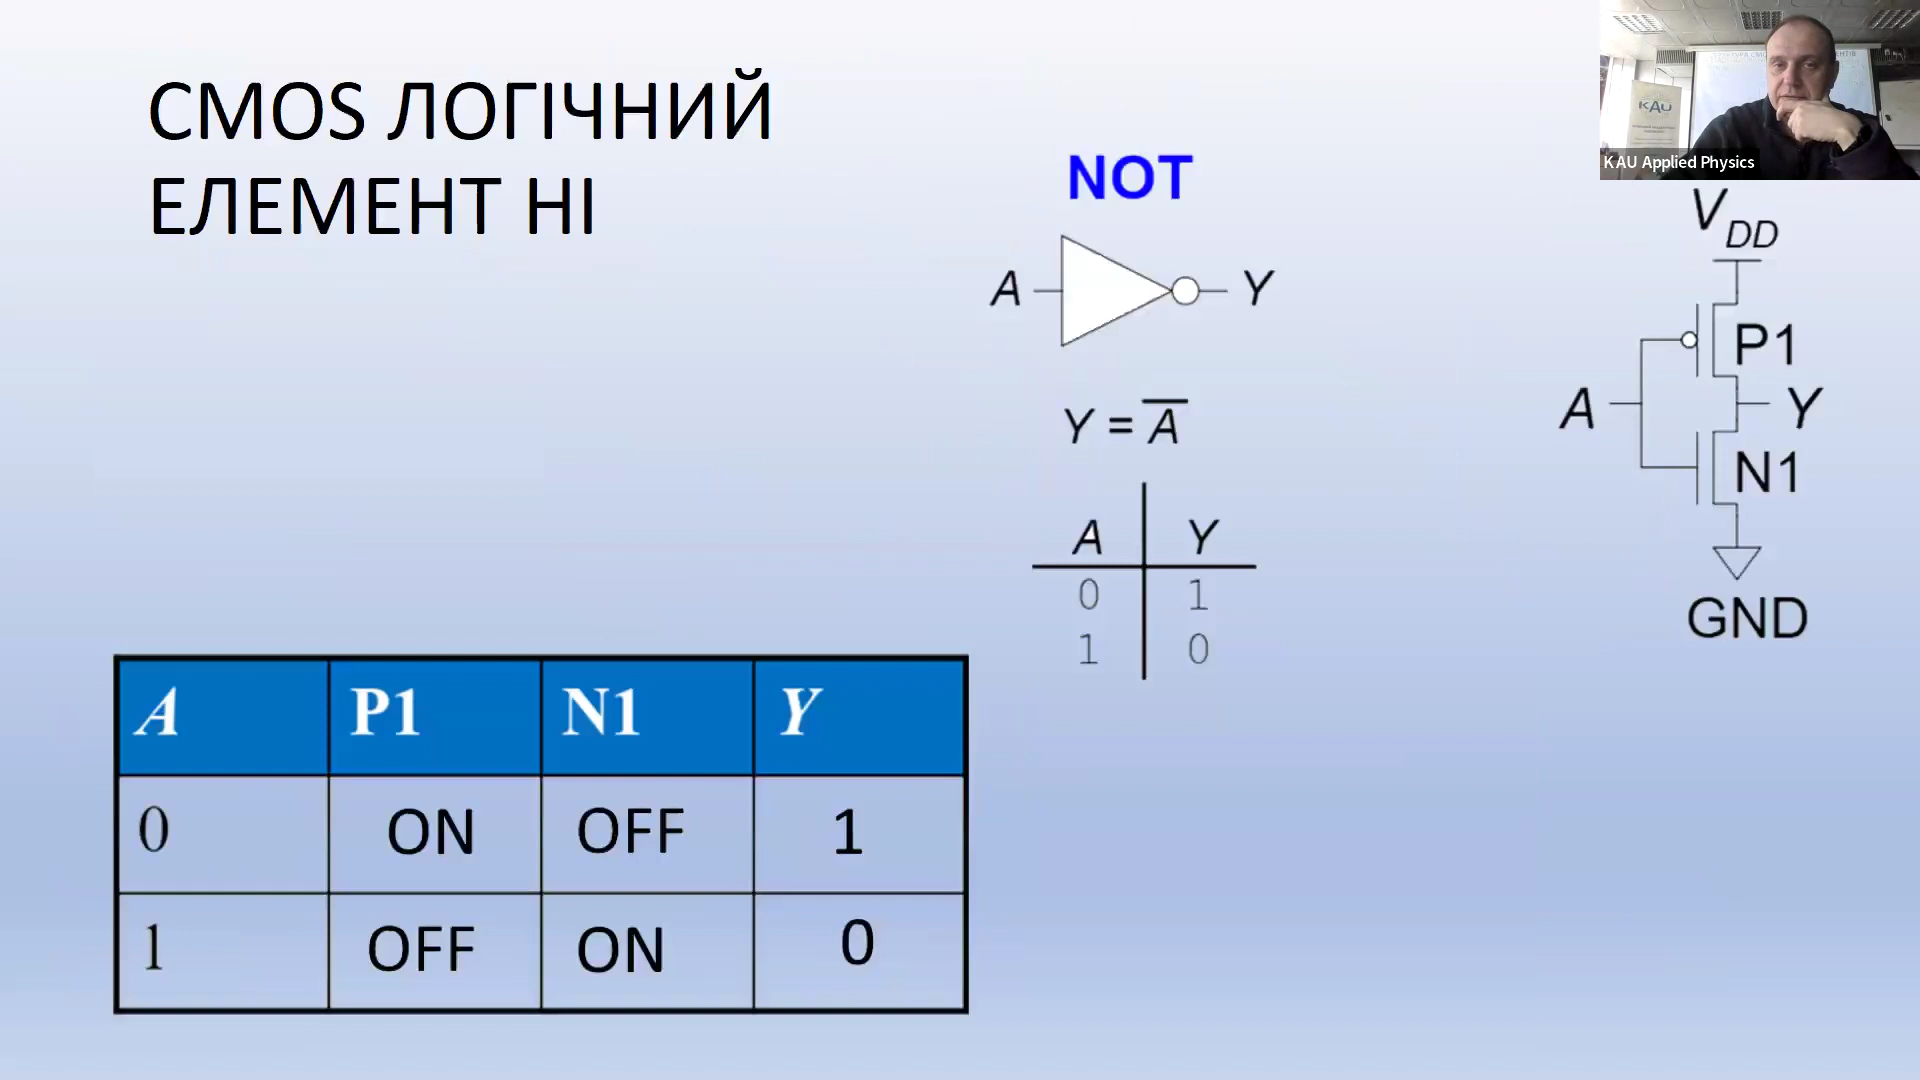 CMOS ЛОГІЧНИЙ
ЕЛЕМЕНТ НІ
NOT
A Y
Y = A̅
A Y
0 1
1 0
KAU
KAU Applied Physics
VDD
P1
A Y
N1
GND
A P1 N1 Y
0 ON OFF 1
1 OFF ON 0